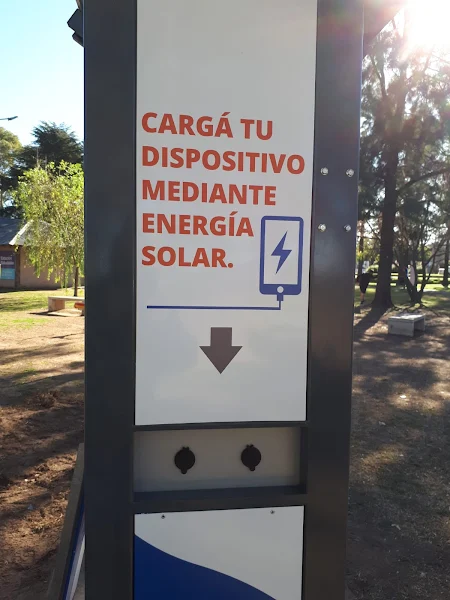 CARGÁ TU
DISPOSITIVO
MEDIANTE
ENERGÍA
SOLAR.